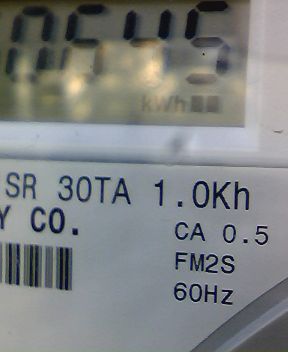 kWh
SR 30TA 1.0Kh
Y CO.
CA 0.5
FM2S
60Hz